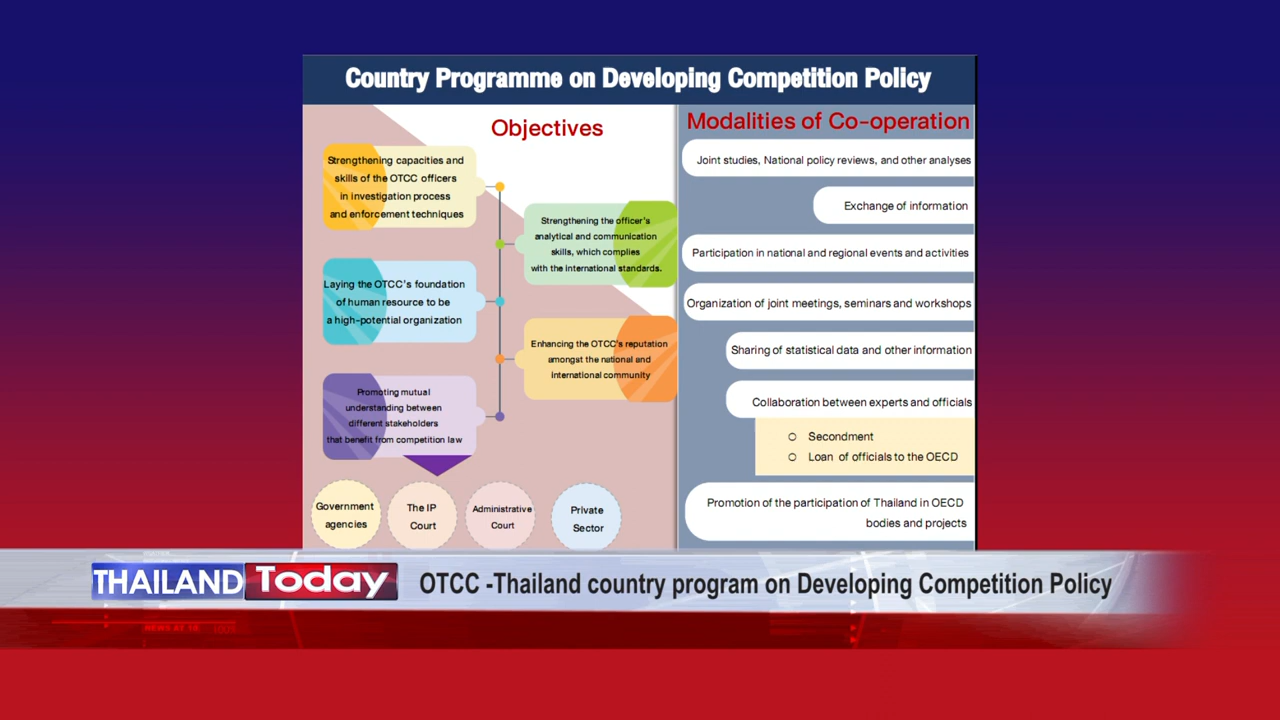 Country Programme on Developing Competition Policy
Objectives
Strengthening capacities and
skills of the OTCC officers
in investigation process
and enforcement techniques
Strengthening the officer's
analytical and communication
skills, which complies
with the international standards.
Laying the OTCC's foundation
of human resource to be
a high-potential organization
Enhancing the OTCC's reputation
amongst the national and
international community
Promoting mutual
understanding between
different stakeholders
that benefit from competition law
Government
agencies
The IP
Court
Administrative
Court
Private
Sector
Modalities of Co-operation
Joint studies, National policy reviews, and other analyses
Exchange of information
Participation in national and regional events and activities
Organization of joint meetings, seminars and workshops
Sharing of statistical data and other information
Collaboration between experts and officials
Secondment
Loan of officials to the OECD
Promotion of the participation of Thailand in OECD
bodies and projects
THAILAND Today
OTCC -Thailand country program on Developing Competition Policy